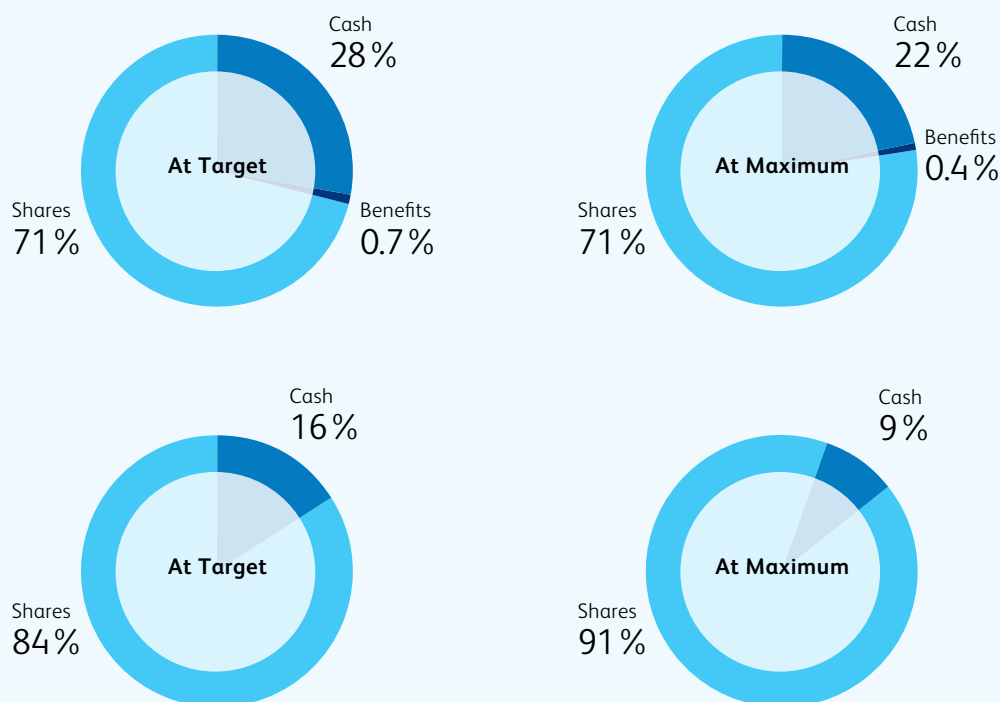 Cash
28 %
At Target
Shares
71 %
Benefits
0.7 %
Cash
22 %
Benefits
0.4 %
At Maximum
Shares
71 %
Cash
16 %
At Target
Shares
84 %
Cash
9 %
At Maximum
Shares
91 %